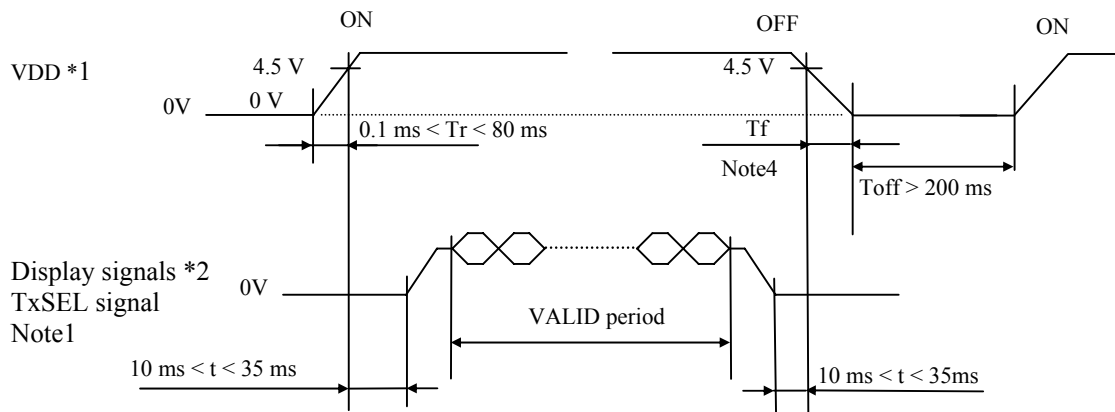 ON
OFF
ON
VDD *1
4.5 V
4.5 V
0V
0 V
0.1 ms < Tr < 80 ms
Tf
Note4
Toff > 200 ms
Display signals *2
0V
TxSEL signal
Note1
VALID period
10 ms < t < 35 ms
10 ms < t < 35ms